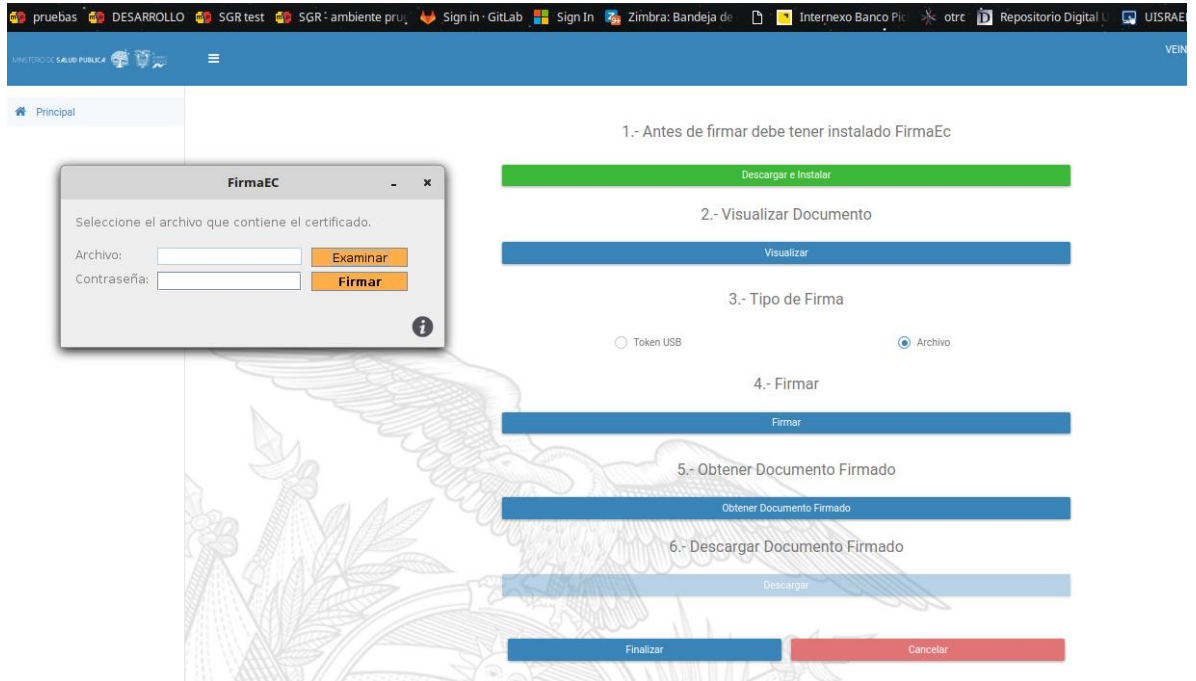 pruebas DESARROLLO SGR test SGR - ambiente pru Sign in · GitLab Sign In Zimbra: Bandeja de Internexo Banco Pic otrc Repositorio Digital U UISRAEL
MINISTERIO DE SALUD PUBLICA
VEIN
Principal
1.- Antes de firmar debe tener instalado FirmaEc
Descargar e Instalar
2.- Visualizar Documento
Visualizar
3.- Tipo de Firma
Token USB Archivo
4.- Firmar
Firmar
5.- Obtener Documento Firmado
Obtener Documento Firmado
6.- Descargar Documento Firmado
Descargar
Finalizar Cancelar
FirmaEC
Seleccione el archivo que contiene el certificado.
Archivo: Examinar
Contraseña: Firmar